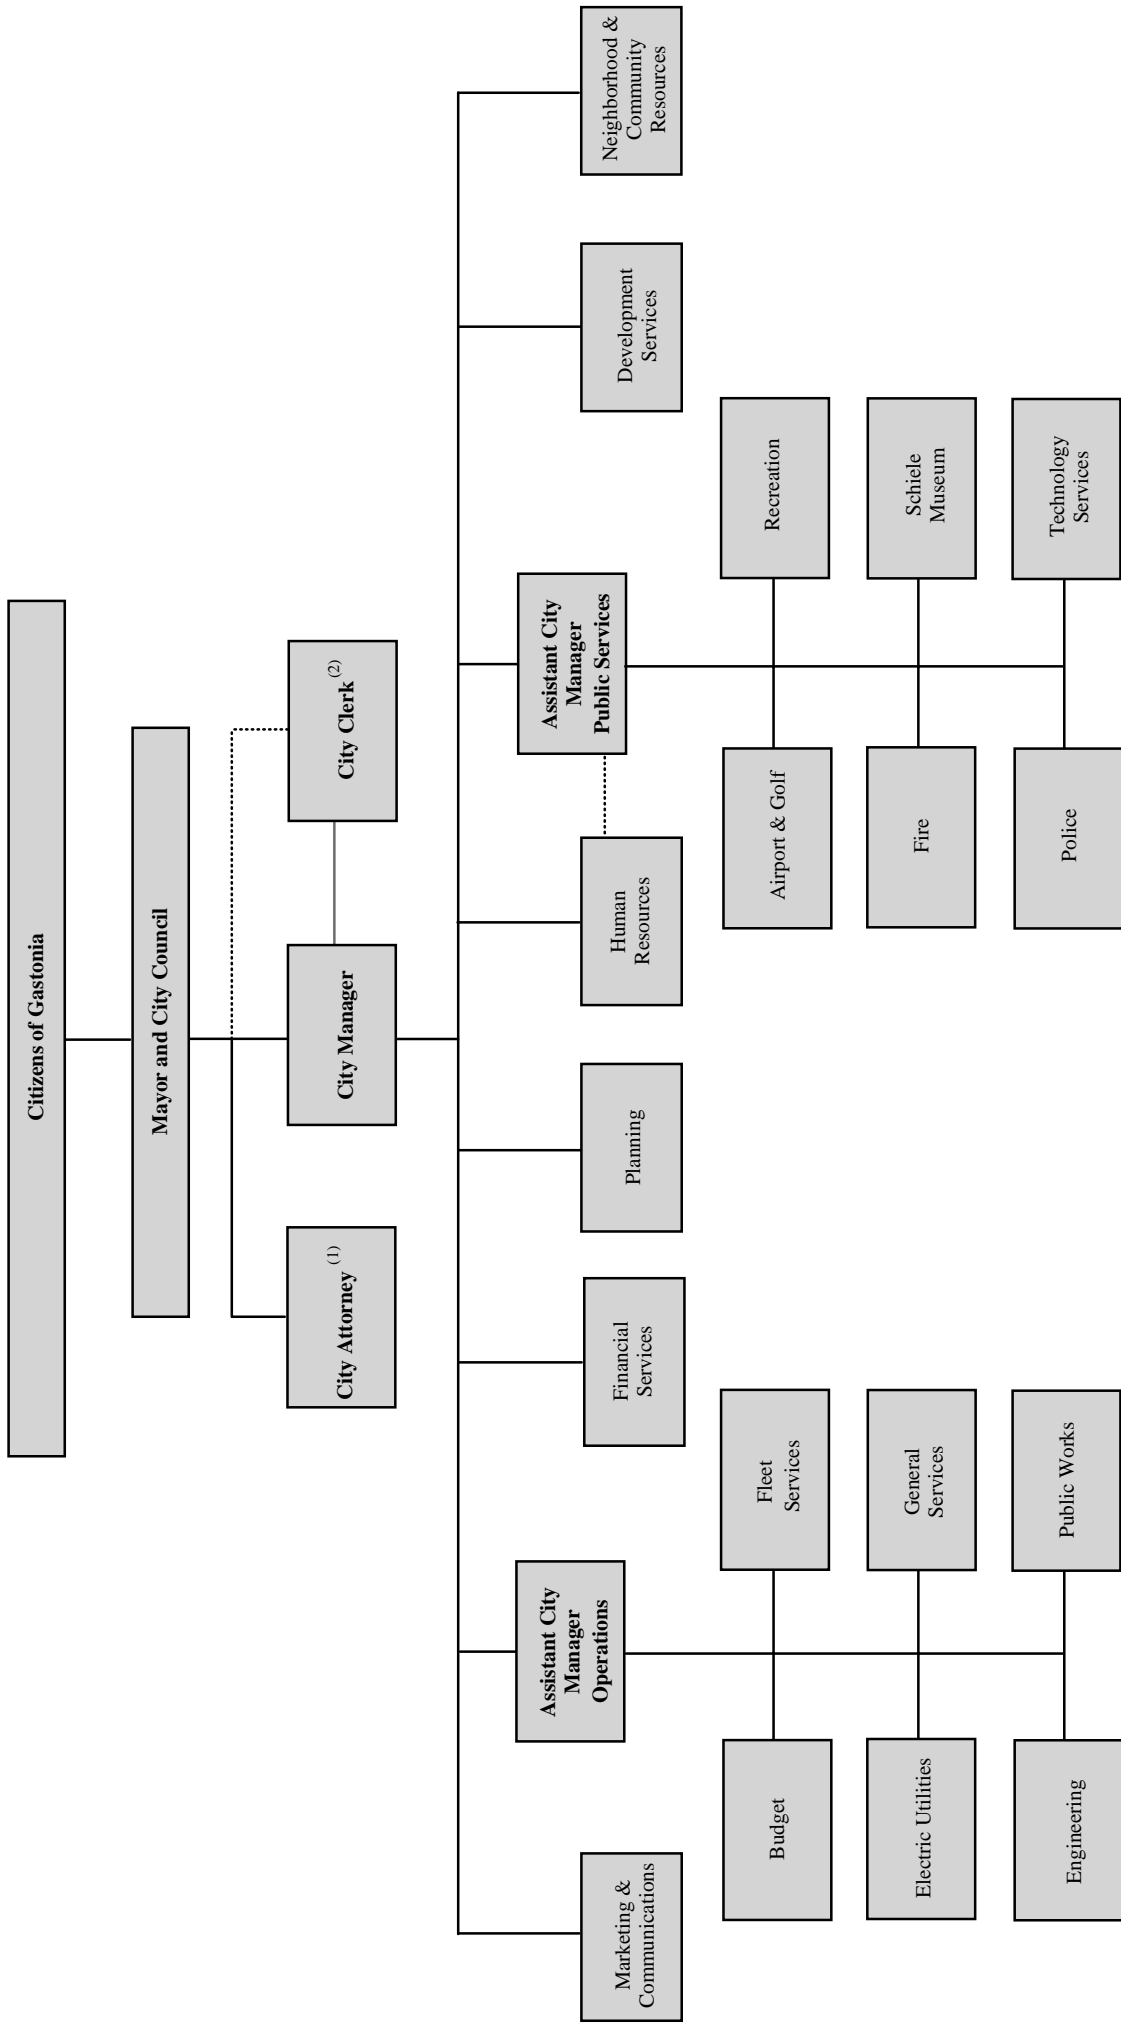 Citizens of Gastonia
Mayor and City Council
City Attorney (1)
City Manager
City Clerk (2)
Marketing &
Communications
Assistant City
Manager
Operations
Financial
Services
Planning
Human
Resources
Assistant City
Manager
Public Services
Development
Services
Neighborhood &
Community
Resources
Budget
Fleet
Services
Airport & Golf
Recreation
Electric Utilities
General
Services
Fire
Schiele
Museum
Engineering
Public Works
Police
Technology
Services